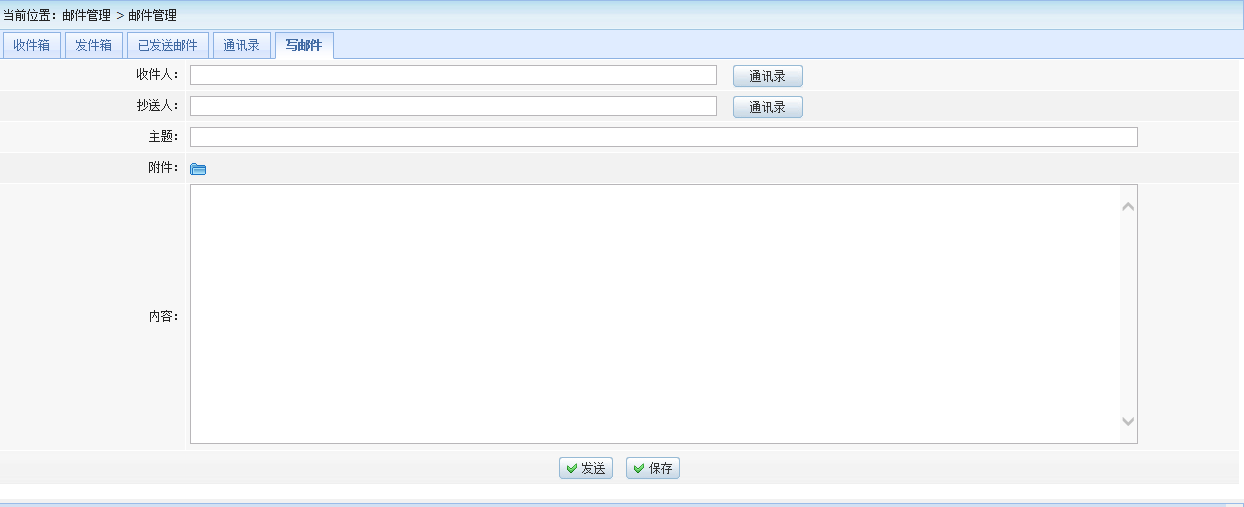 当前位置：邮件管理 > 邮件管理
收件箱 发件箱 已发送邮件 通讯录 写邮件
收件人： 通讯录
抄送人： 通讯录
主题：
附件：
内容：
发送 保存